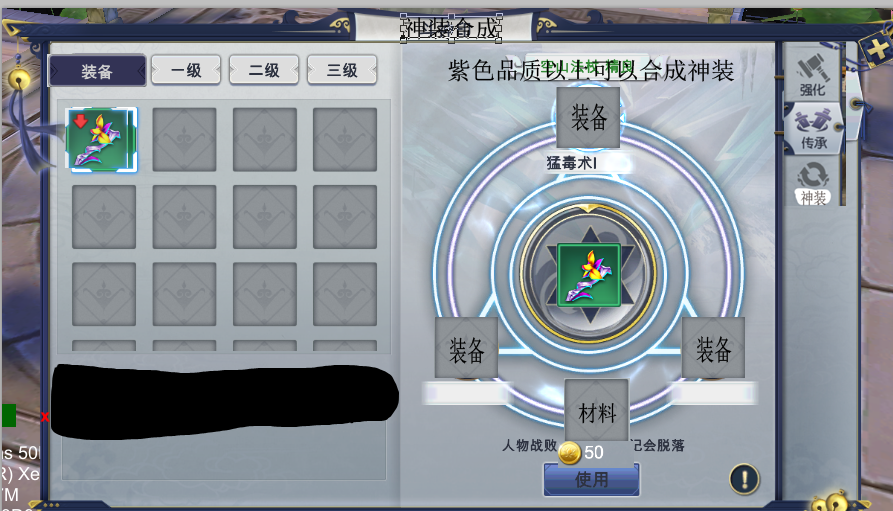 神装合成
装备
一级
二级
三级
紫色品质以上可以合成神装
强化
装备
传承
猛毒术I
神装
装备
装备
材料
人物战败
记会脱落
50
使用